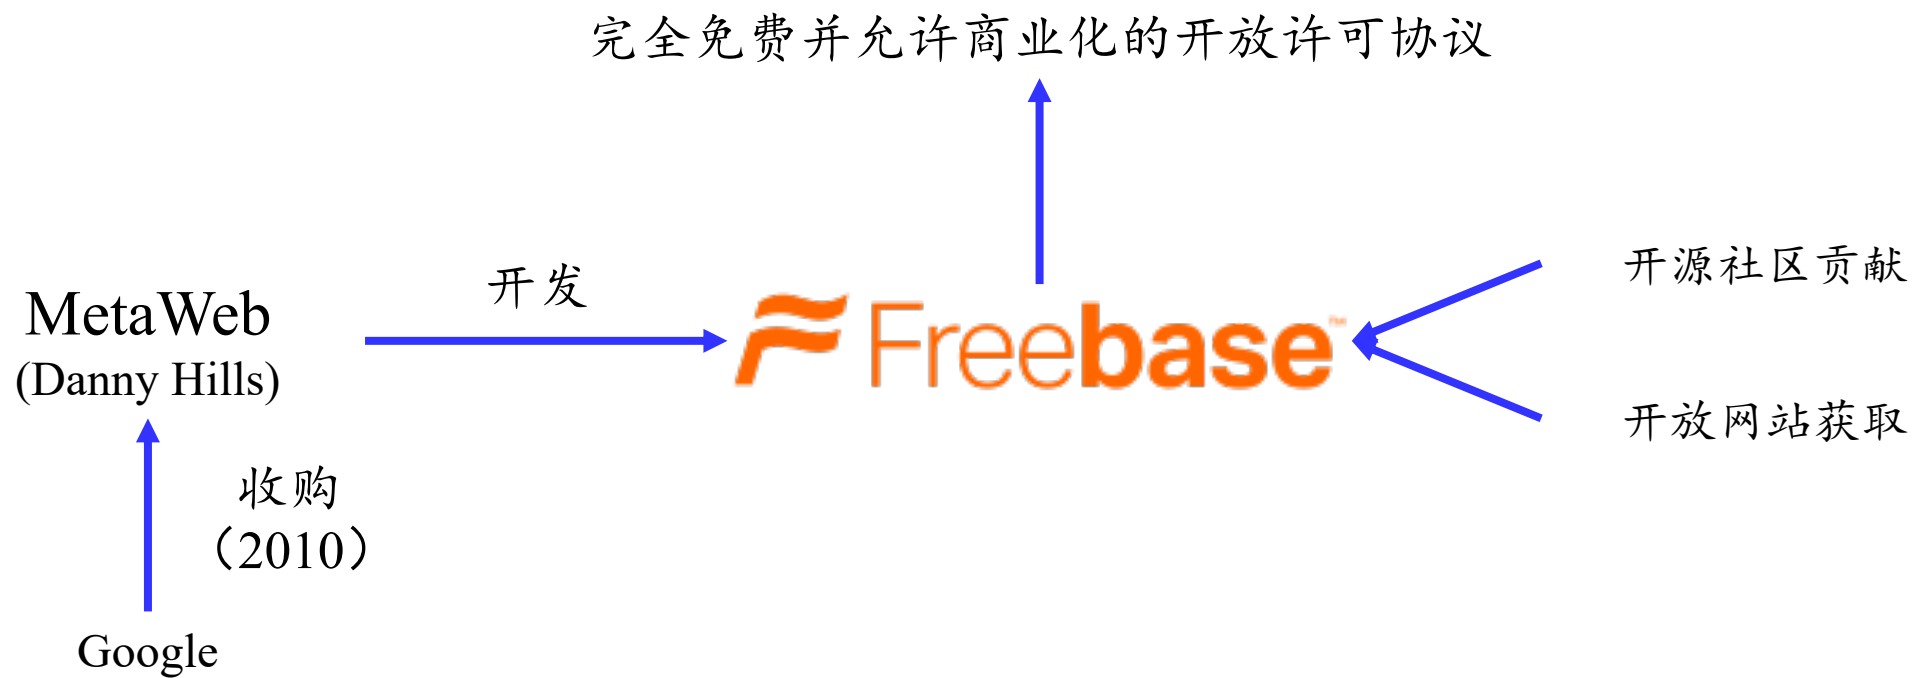 完全免费并允许商业化的开放许可协议
开源社区贡献
开发
MetaWeb
(Danny Hills)
Freebase™
开放网站获取
收购
（2010）
Google